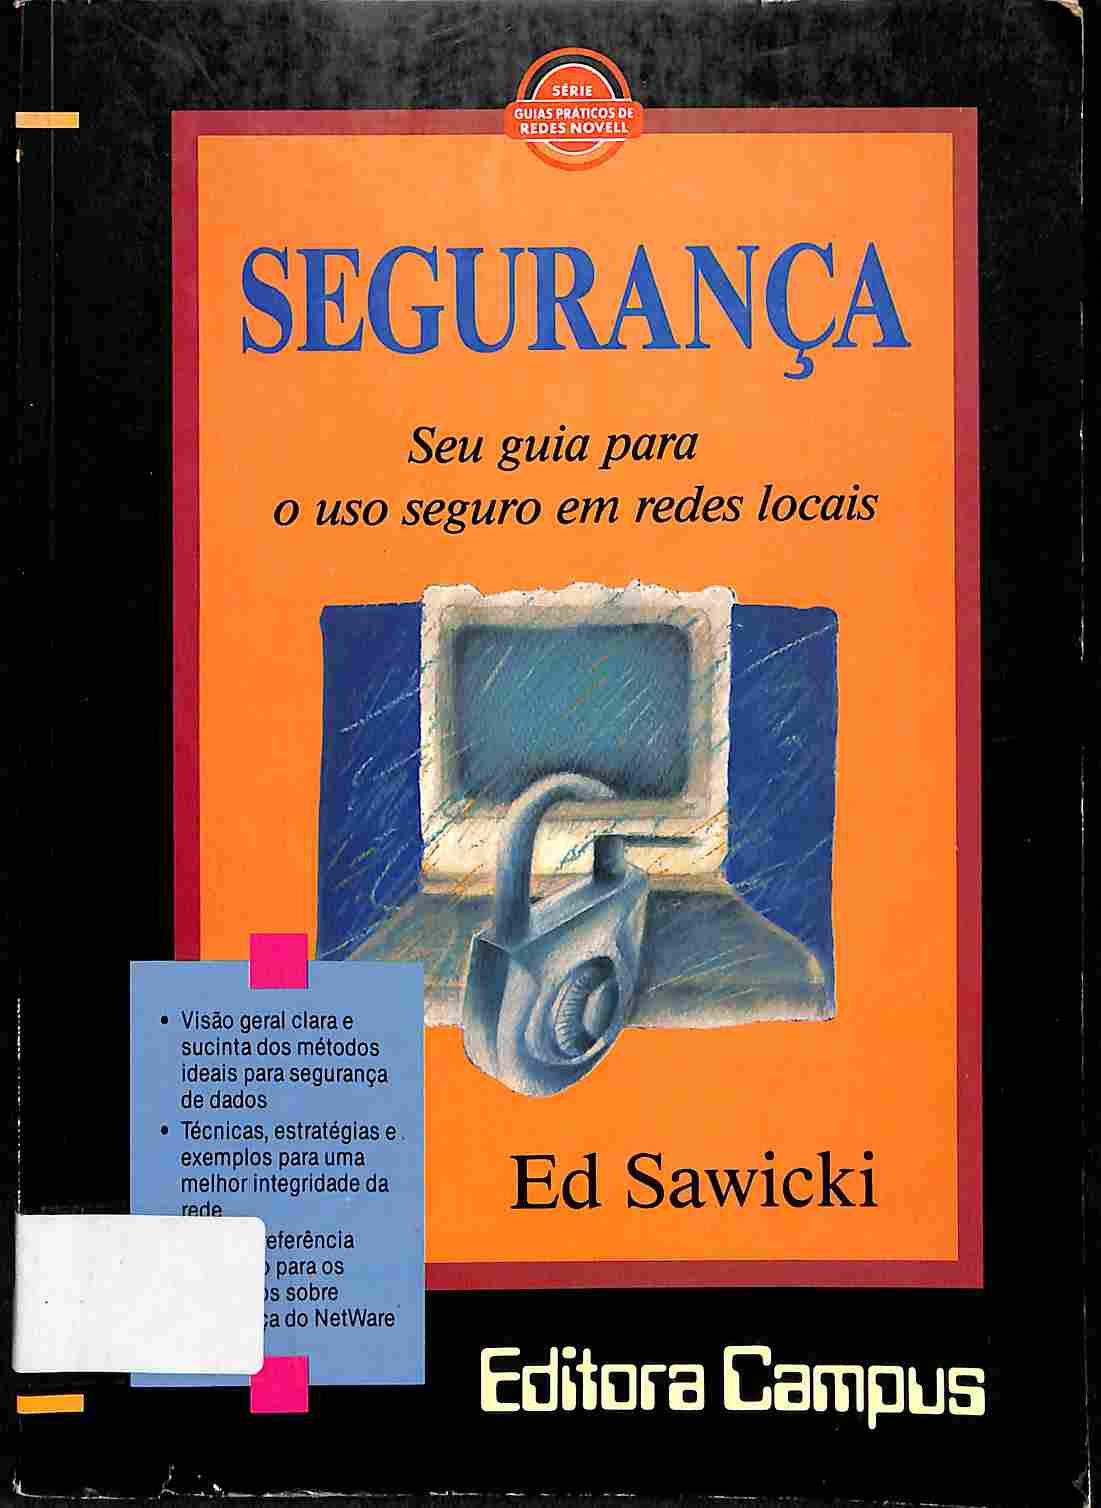 SÉRIE
GUIAS PRÁTICOS DE
REDES NOVELL
SEGURANÇA
Seu guia para
o uso seguro em redes locais
• Visão geral clara e
sucinta dos métodos
ideais para segurança
de dados
• Técnicas, estratégias e
exemplos para uma
melhor integridade da
rede
para os
sobre
do NetWare
Ed Sawicki
Editora Campus